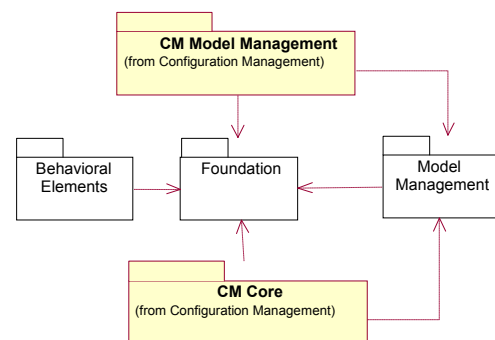 CM Model Management
(from Configuration Management)
Behavioral
Elements
Foundation
Model
Management
CM Core
(from Configuration Management)